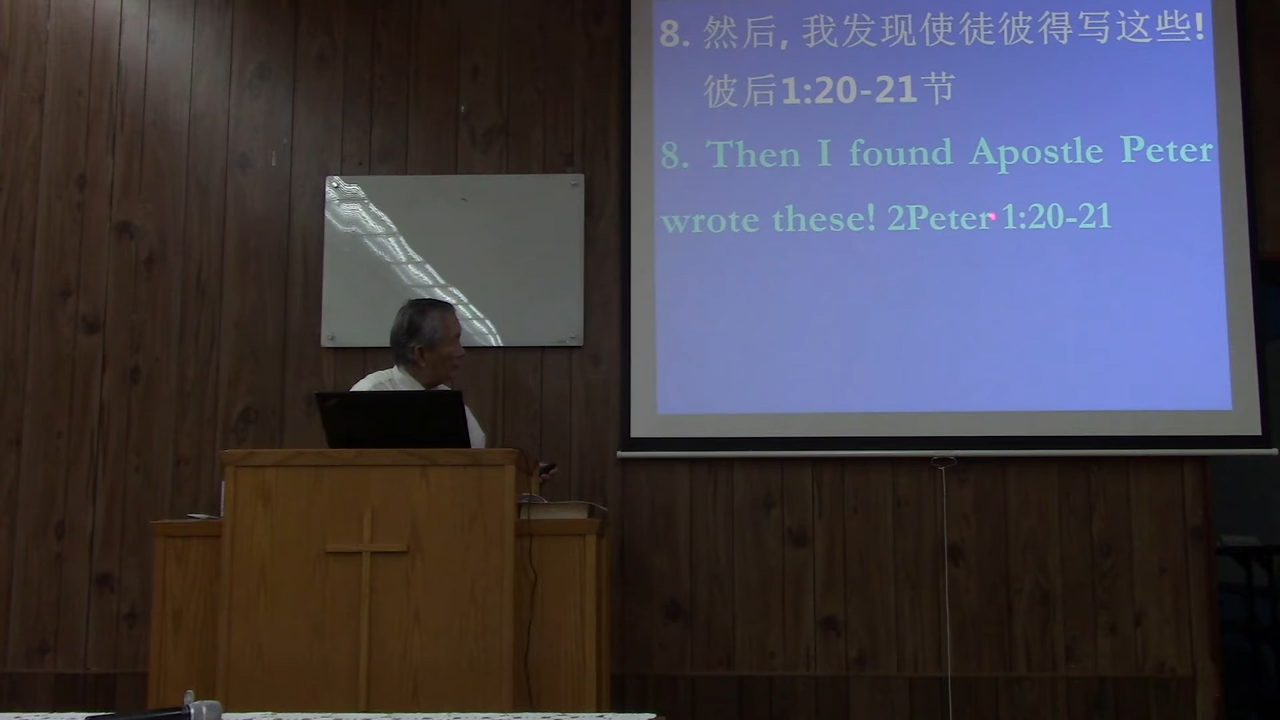 8. 然后, 我发现使徒彼得写这些!
彼后1:20-21节
8. Then I found Apostle Peter
wrote these! 2Peter 1:20-21